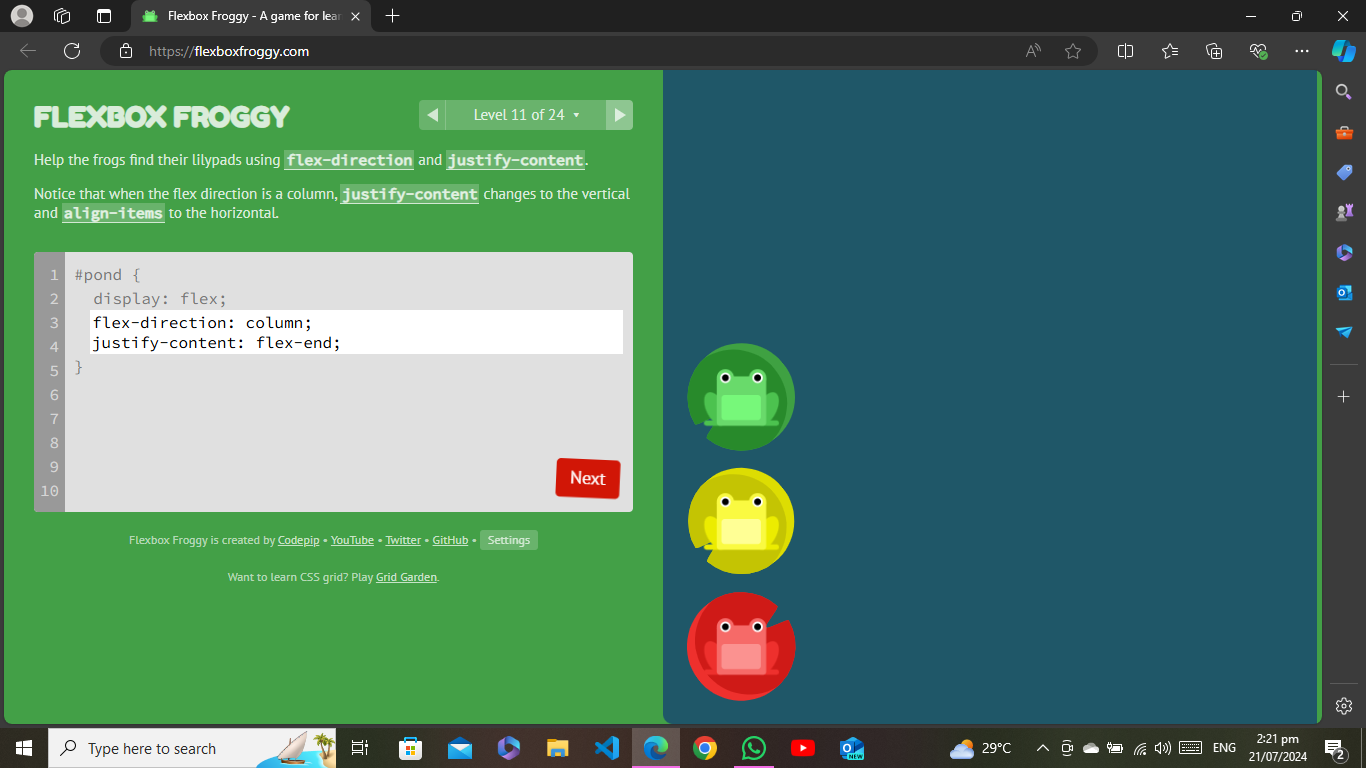 Flexbox Froggy - A game for lear
https://flexboxfroggy.com
FLEXBOX FROGGY
Level 11 of 24
Help the frogs find their lilypads using flex-direction and justify-content.
Notice that when the flex direction is a column, justify-content changes to the vertical
and align-items to the horizontal.
1 #pond {
2 display: flex;
3 flex-direction: column;
4 justify-content: flex-end;
5 }
6
7
8
9
10
Next
Flexbox Froggy is created by Codepip • YouTube • Twitter • GitHub • Settings
Want to learn CSS grid? Play Grid Garden.
Type here to search
NEW
29°C
ENG
2:21 pm
21/07/2024
2